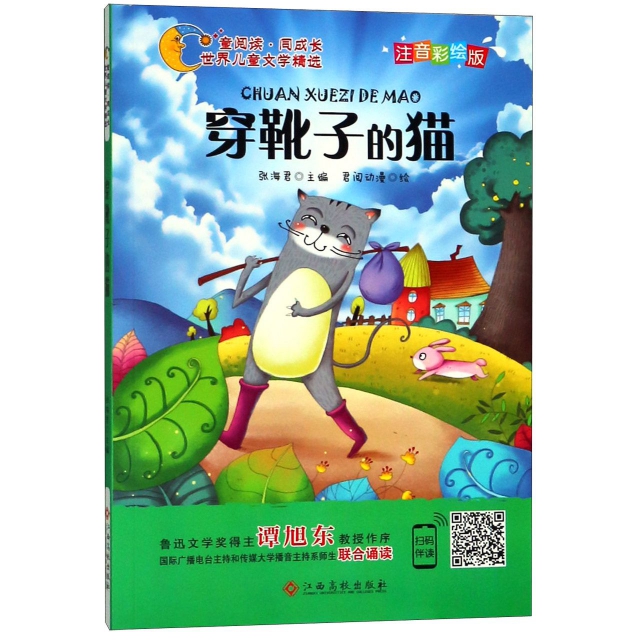 童阅读·同成长
世界儿童文学精选
注音彩绘版
CHUAN XUEZI DE MAO
穿靴子的猫
张海君◎主编 君阅动漫◎绘
鲁迅文学奖得主谭旭东教授作序
国际广播电台主持和传媒大学播音主持系师生联合诵读
扫码
伴读
江西高校出版社